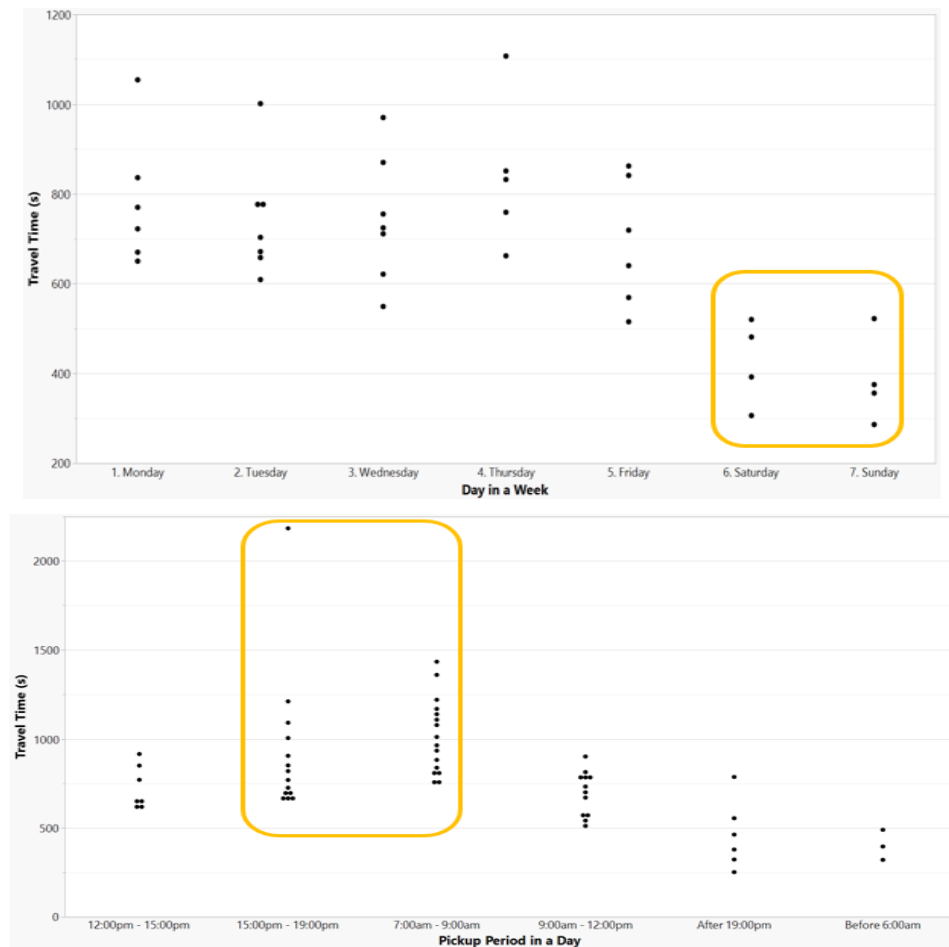 1200
1000
800
600
400
200
Travel Time (s)
1. Monday 2. Tuesday 3. Wednesday 4. Thursday 5. Friday 6. Saturday 7. Sunday
Day in a Week
2000
1500
1000
500
0
Travel Time (s)
12:00pm - 15:00pm 15:00pm - 19:00pm 7:00am - 9:00am 9:00am - 12:00pm After 19:00pm Before 6:00am
Pickup Period in a Day